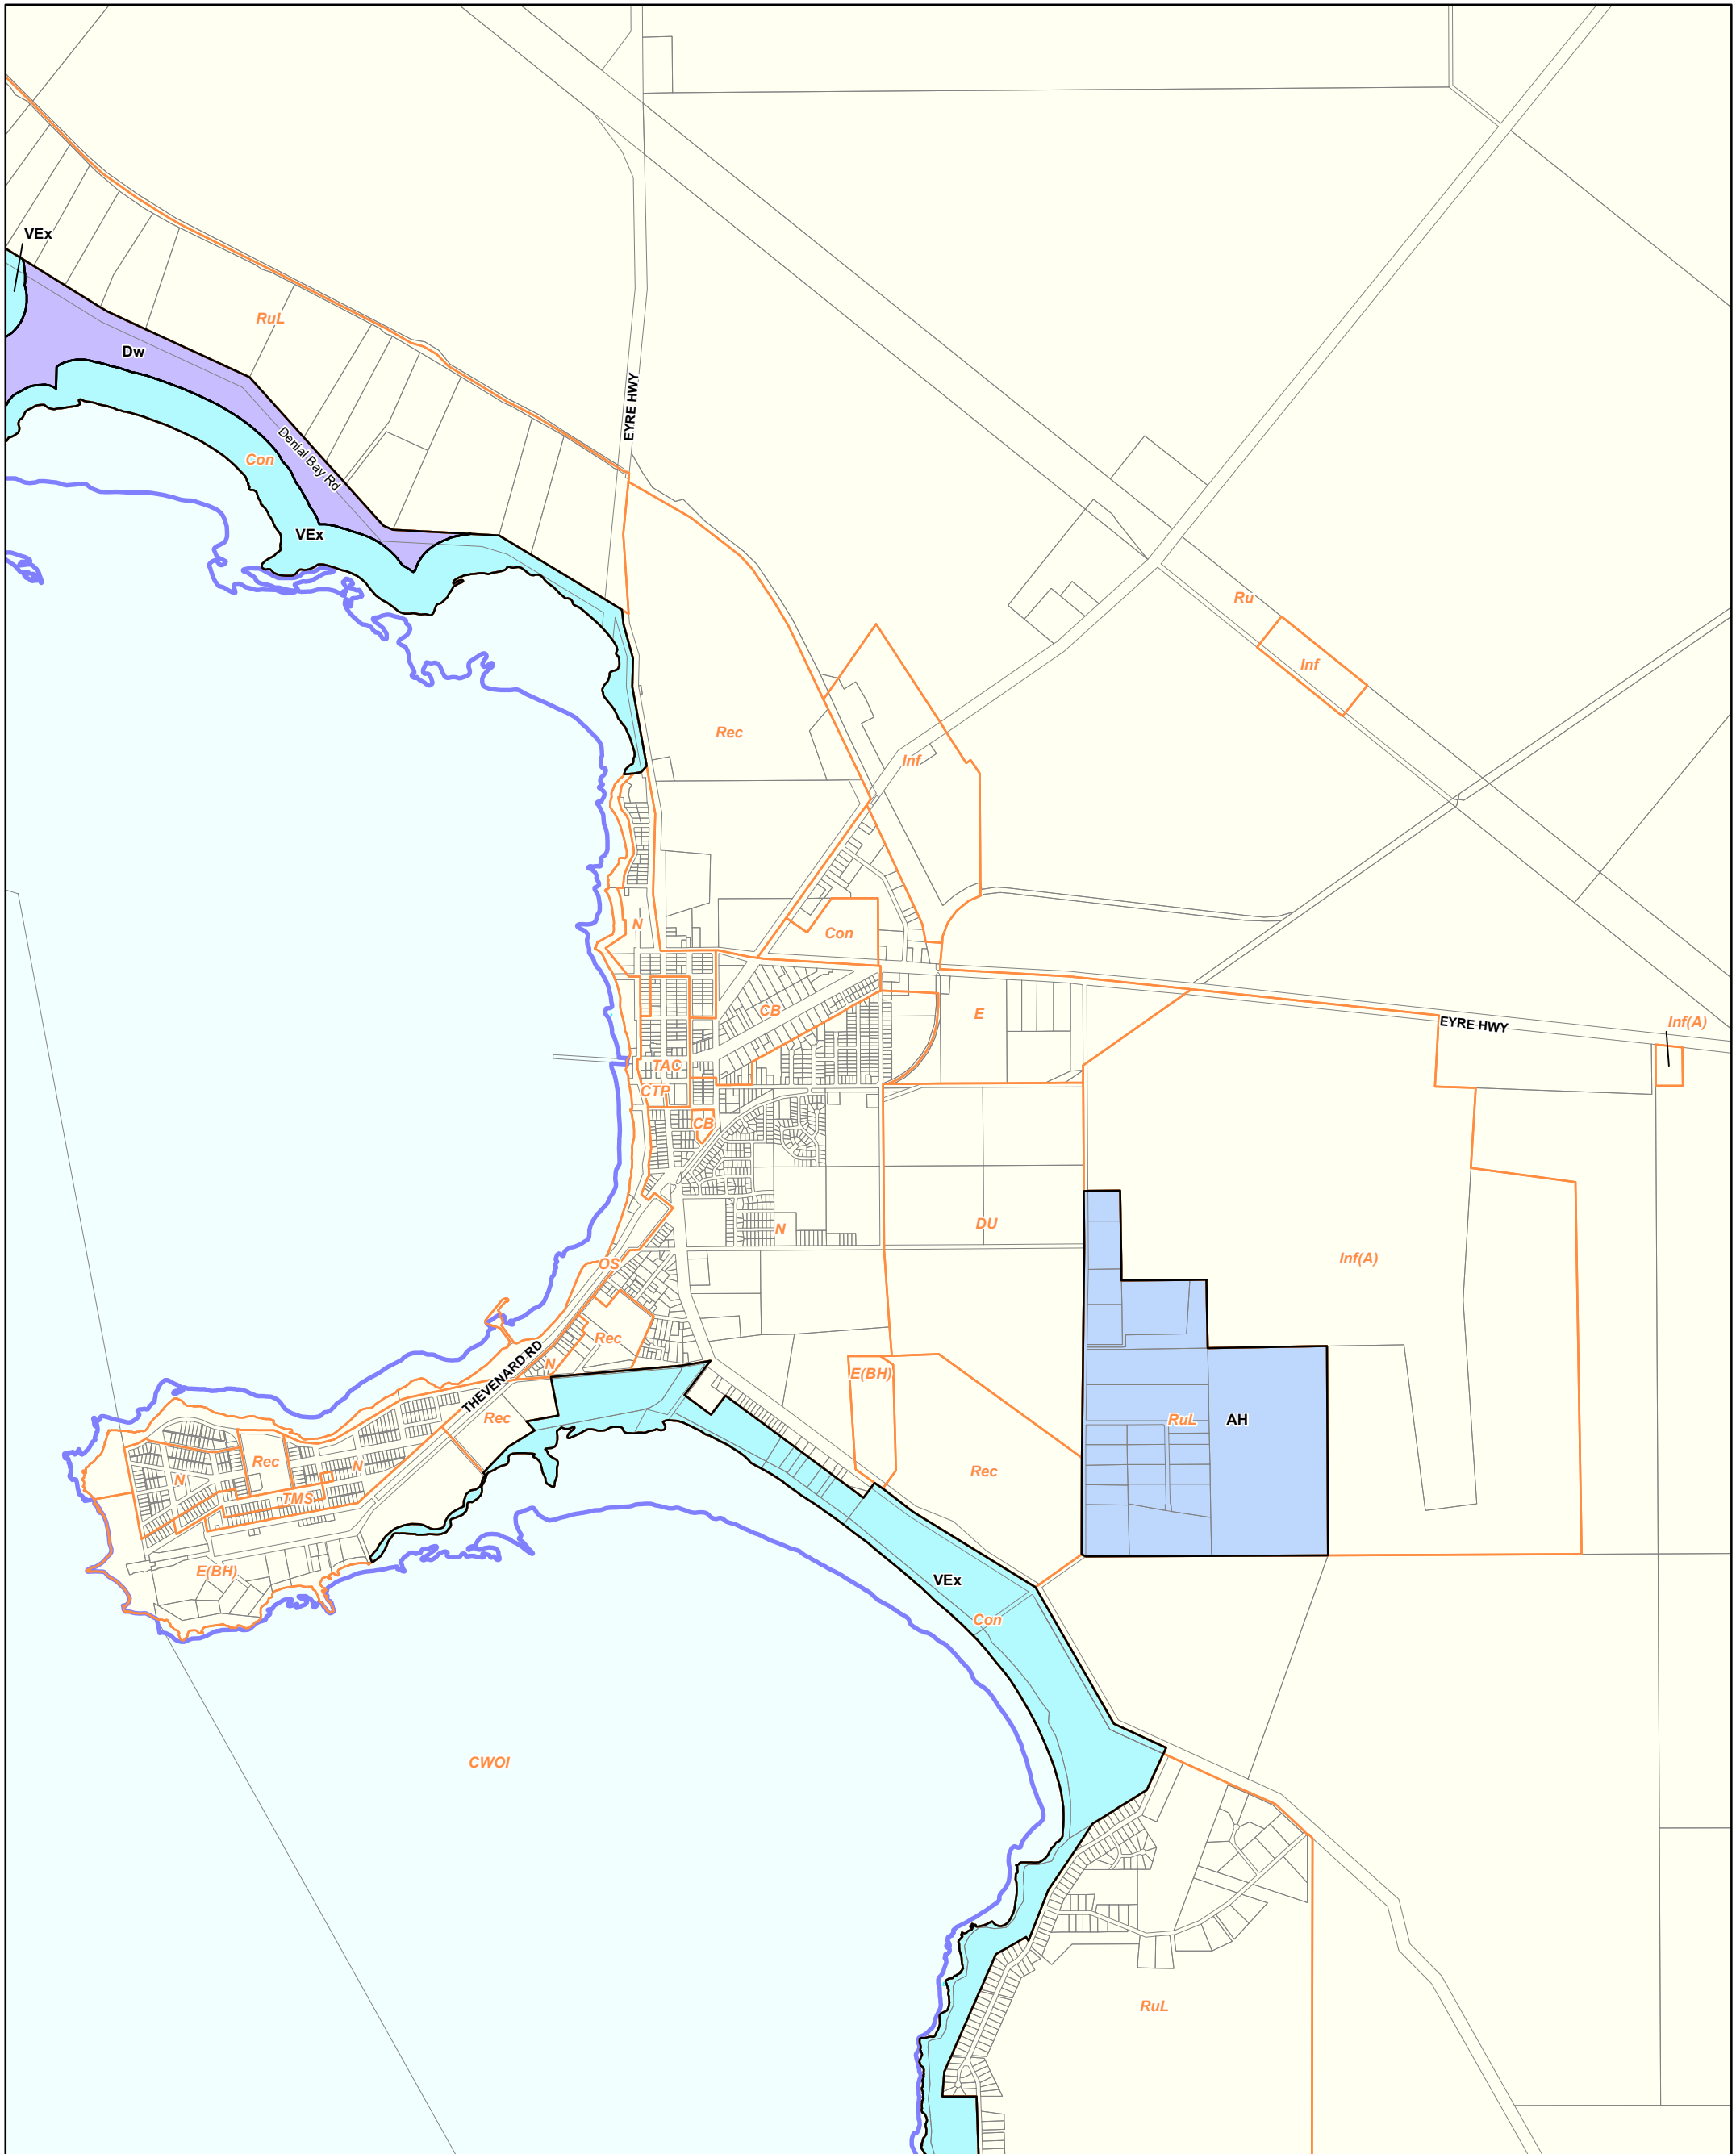 VEx
RuL
Dw
EYRE HWY
Denial Bay Rd
Con
VEx
Ru
Inf
Rec
Inf
N
Con
CB
E
Inf(A)
EYRE HWY
TAC
CTP
CB
N
DU
OS
Inf(A)
Rec
N
THEVENARD RD
E(BH)
Rec
RuL
AH
Rec
N
Rec
N
TMS
E(BH)
VEx
Con
CWOI
RuL